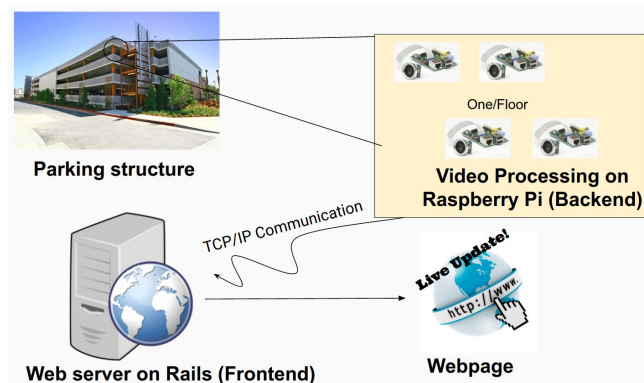 One/Floor
Parking structure
Video Processing on
Raspberry Pi (Backend)
TCP/IP Communication
Live Update!
http://www.
Web server on Rails (Frontend)
Webpage